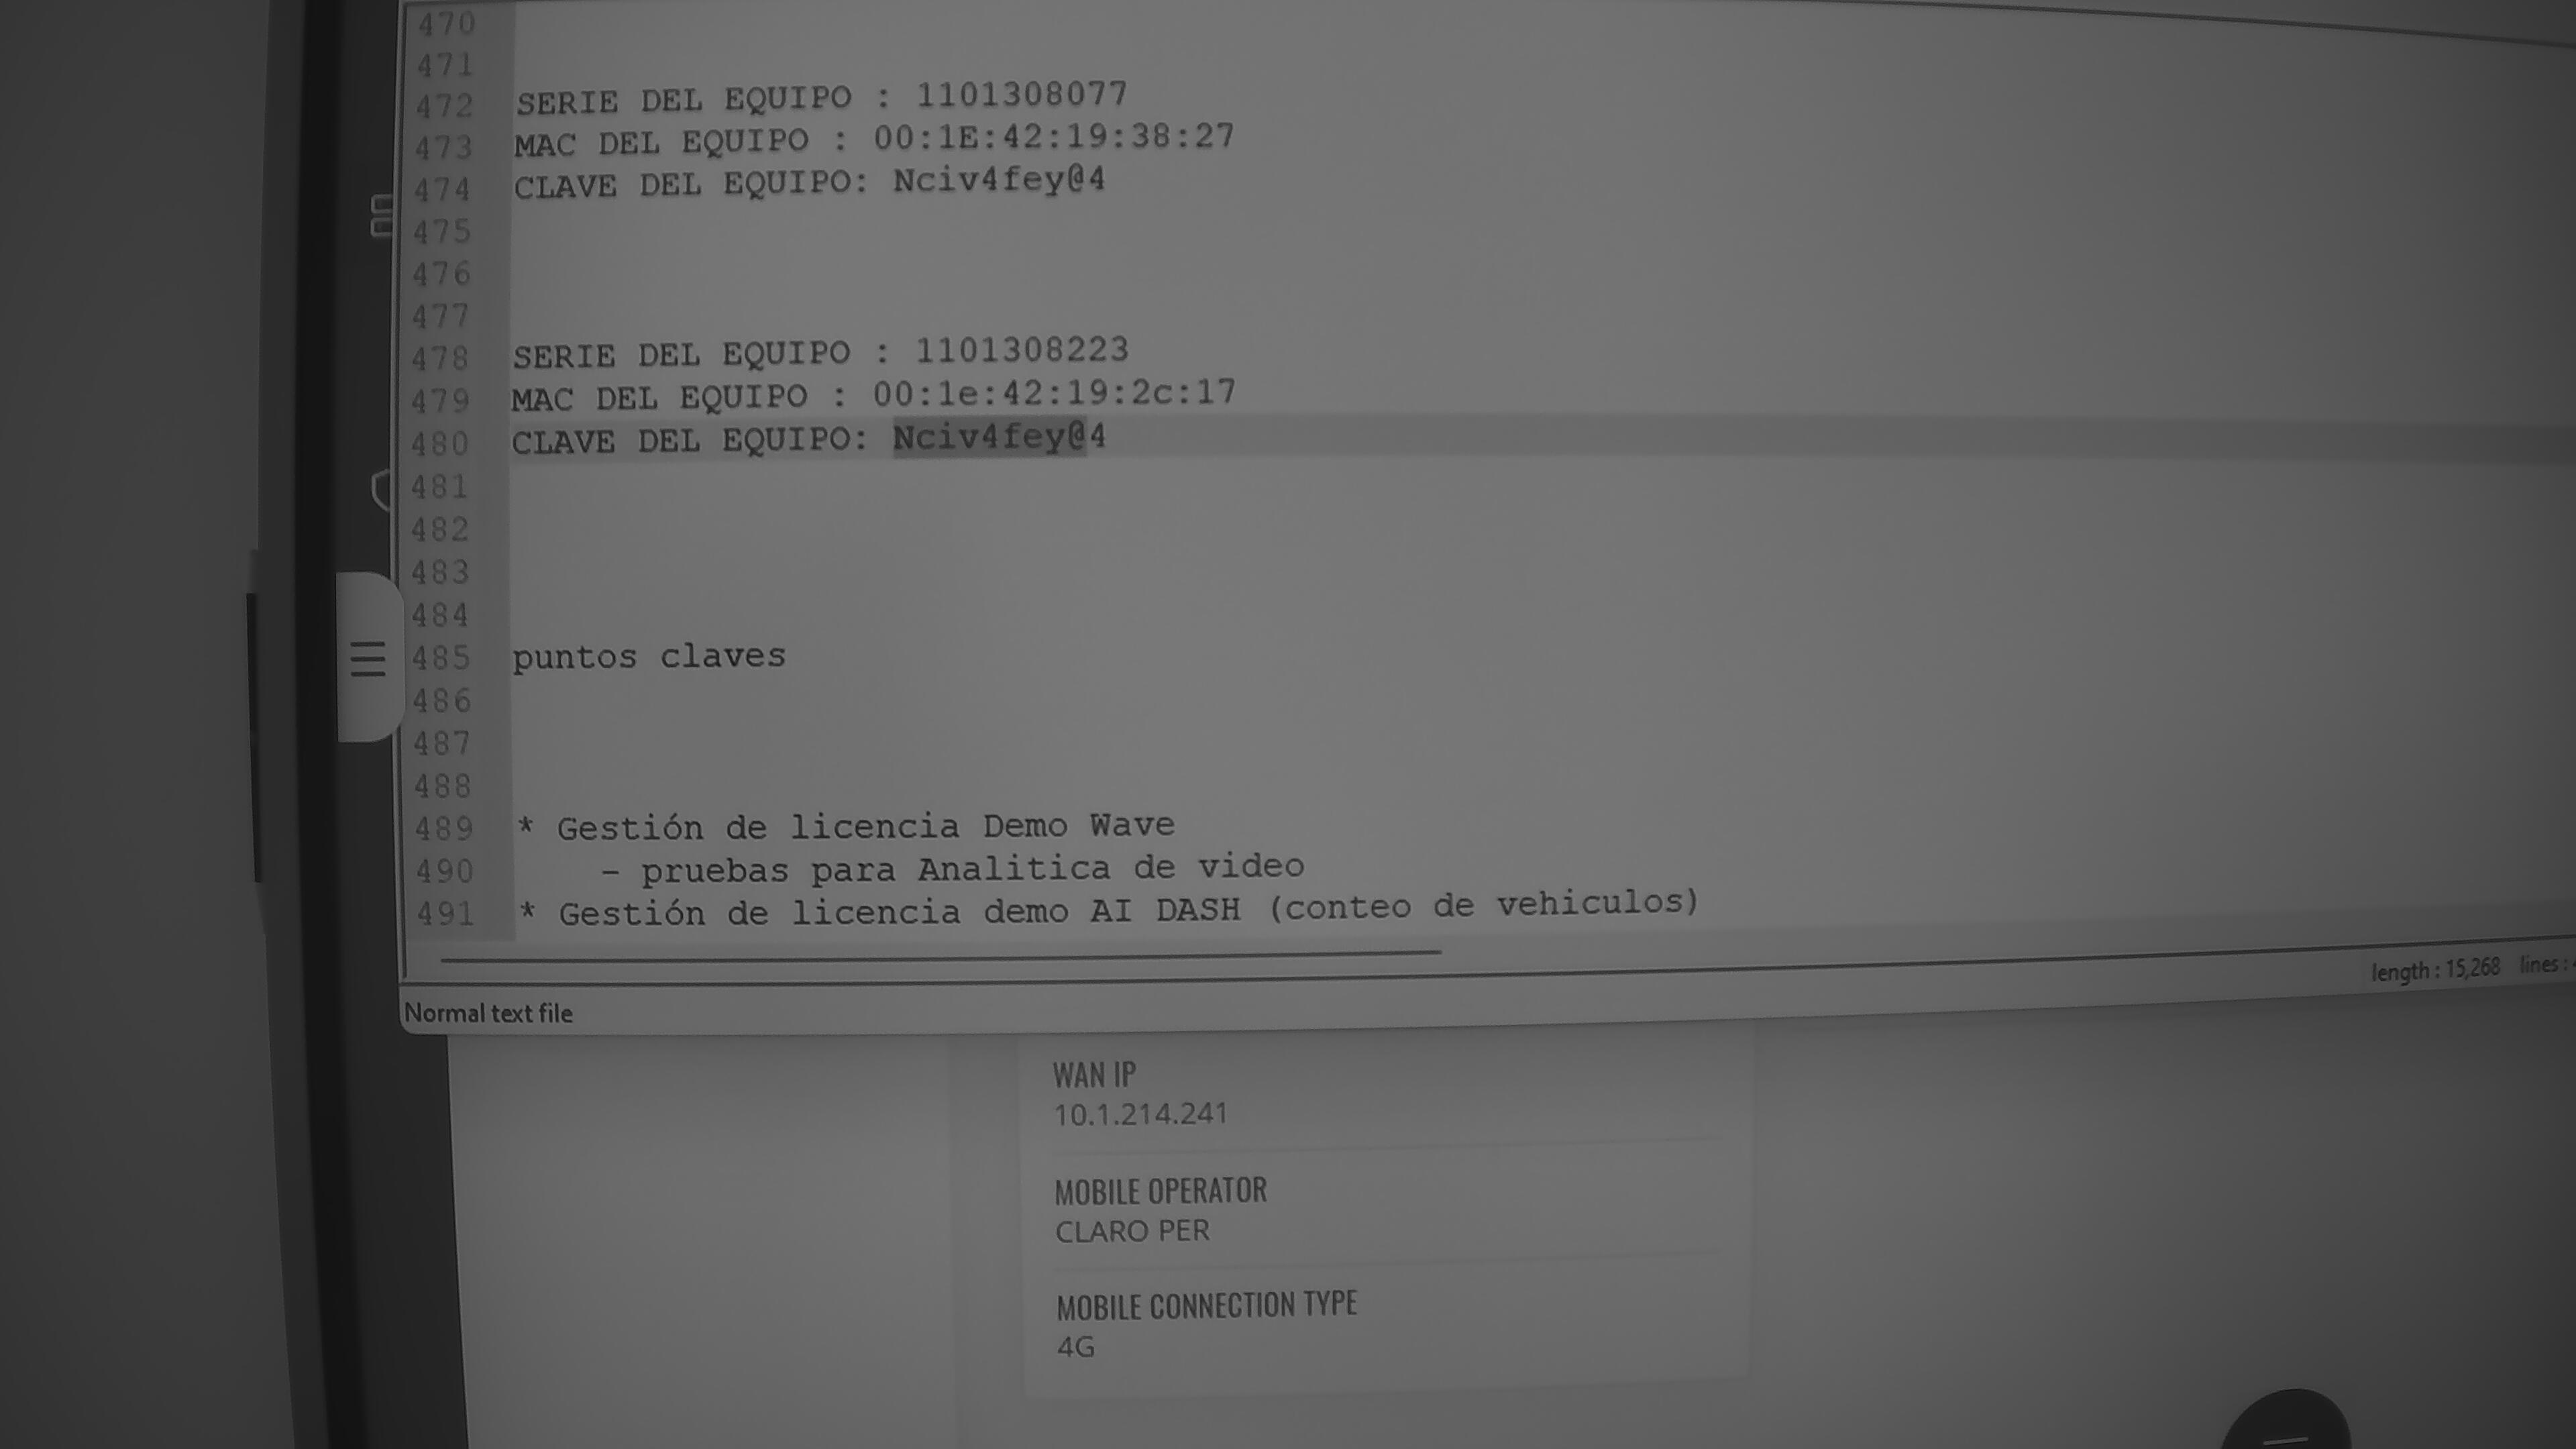 470
471
472 SERIE DEL EQUIPO : 1101308077
473 MAC DEL EQUIPO : 00:1E:42:19:38:27
474 CLAVE DEL EQUIPO: Nciv4fey@4
475
476
477
478 SERIE DEL EQUIPO : 1101308223
479 MAC DEL EQUIPO : 00:1e:42:19:2c:17
480 CLAVE DEL EQUIPO: Nciv4fey@4
481
482
483
484
485 puntos claves
486
487
488
489 * Gestión de licencia Demo Wave
490 - pruebas para Analitica de video
491 * Gestión de licencia demo AI DASH (conteo de vehiculos)
length : 15,268 lines :
Normal text file
WAN IP
10.1.214.241
MOBILE OPERATOR
CLARO PER
MOBILE CONNECTION TYPE
4G